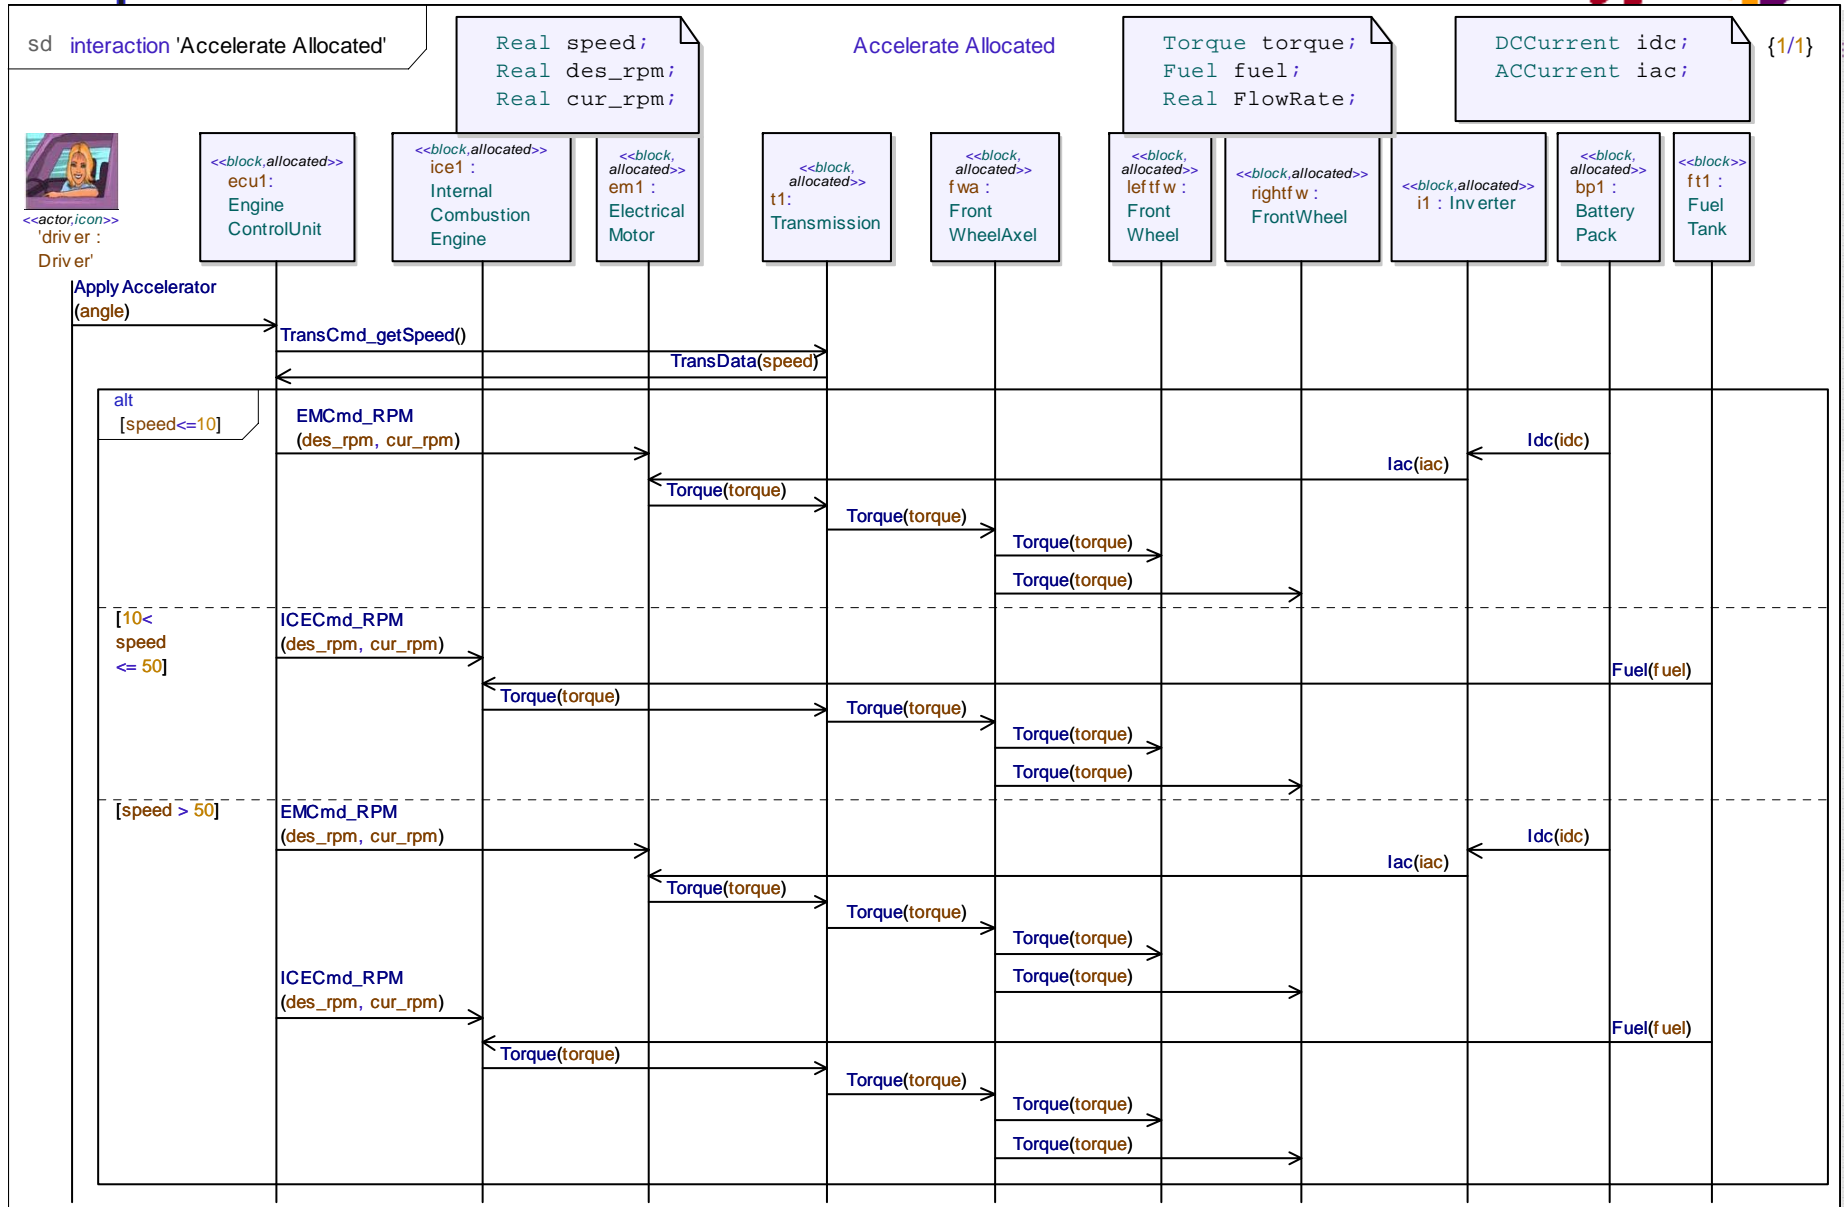 sd interaction 'Accelerate Allocated'
Real speed;
Real des_rpm;
Real cur_rpm;
Accelerate Allocated
Torque torque;
Fuel fuel;
Real FlowRate;
DCCurrent idc;
ACCurrent iac;
{1/1}
<<actor,icon>>
'driver :
Driver'
<<block,allocated>>
ecu1:
Engine
ControlUnit
<<block,allocated>>
ice1 :
Internal
Combustion
Engine
<<block,
allocated>>
em1 :
Electrical
Motor
<<block,
allocated>>
t1:
Transmission
<<block,
allocated>>
fwa :
Front
WheelAxel
<<block,
allocated>>
leftfw :
Front
Wheel
<<block,allocated>>
rightfw :
FrontWheel
<<block,allocated>>
i1 : Inverter
<<block,
allocated>>
bp1 :
Battery
Pack
<<block>>
ft1 :
Fuel
Tank
Apply Accelerator
(angle)
TransCmd_getSpeed()
TransData(speed)
alt
[speed<=10]
EMCmd_RPM
(des_rpm, cur_rpm)
Idc(idc)
Iac(iac)
Torque(torque)
Torque(torque)
Torque(torque)
Torque(torque)
[10<
speed
<= 50]
ICECmd_RPM
(des_rpm, cur_rpm)
Fuel(fuel)
Torque(torque)
Torque(torque)
Torque(torque)
Torque(torque)
[speed > 50]
EMCmd_RPM
(des_rpm, cur_rpm)
Idc(idc)
Iac(iac)
Torque(torque)
Torque(torque)
Torque(torque)
Torque(torque)
ICECmd_RPM
(des_rpm, cur_rpm)
Fuel(fuel)
Torque(torque)
Torque(torque)
Torque(torque)
Torque(torque)